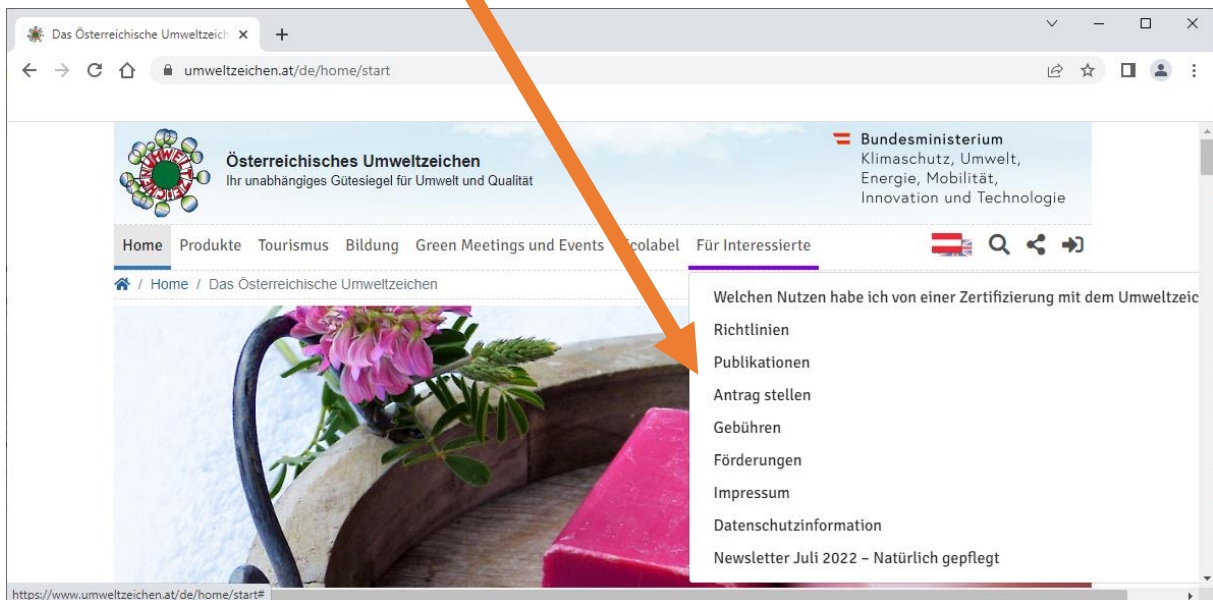 Das Österreichische Umweltzeich
umweltzeichen.at/de/home/start
UMWELTZEICHEN
Österreichisches Umweltzeichen
Ihr unabhängiges Gütesiegel für Umwelt und Qualität
Bundesministerium
Klimaschutz, Umwelt,
Energie, Mobilität,
Innovation und Technologie
Home Produkte Tourismus Bildung Green Meetings und Events colabel Für Interessierte
/ Home / Das Österreichische Umweltzeichen
Welchen Nutzen habe ich von einer Zertifizierung mit dem Umweltzeic
Richtlinien
Publikationen
Antrag stellen
Gebühren
Förderungen
Impressum
Datenschutzinformation
Newsletter Juli 2022 – Natürlich gepflegt
https://www.umweltzeichen.at/de/home/start#